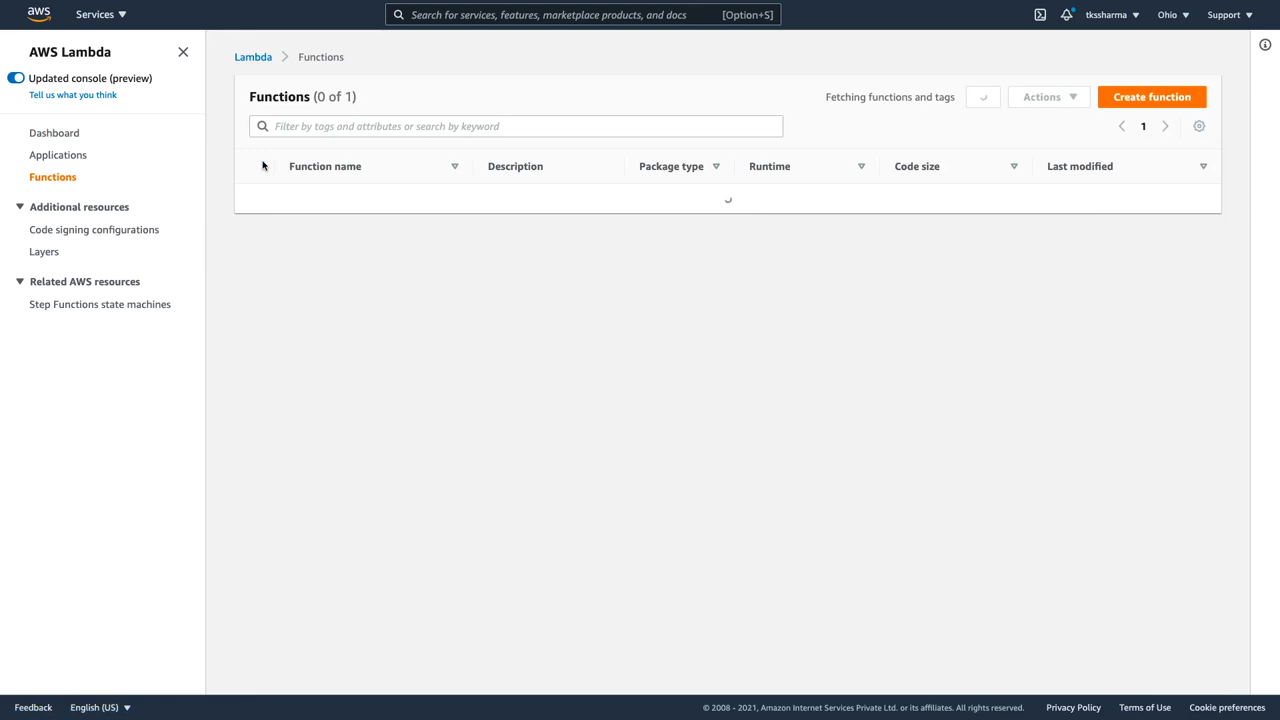 aws
Services
Search for services, features, marketplace products, and docs
[Option+S]
tkssharma
Ohio
Support
AWS Lambda
Updated console (preview)
Tell us what you think
Dashboard
Applications
Functions
Additional resources
Code signing configurations
Layers
Related AWS resources
Step Functions state machines
Lambda
Functions
Functions (0 of 1)
Fetching functions and tags
Actions
Create function
Filter by tags and attributes or search by keyword
1
Function name
Description
Package type
Runtime
Code size
Last modified
Feedback
English (US)
© 2008 - 2021, Amazon Internet Services Private Ltd. or its affiliates. All rights reserved.
Privacy Policy
Terms of Use
Cookie preferences